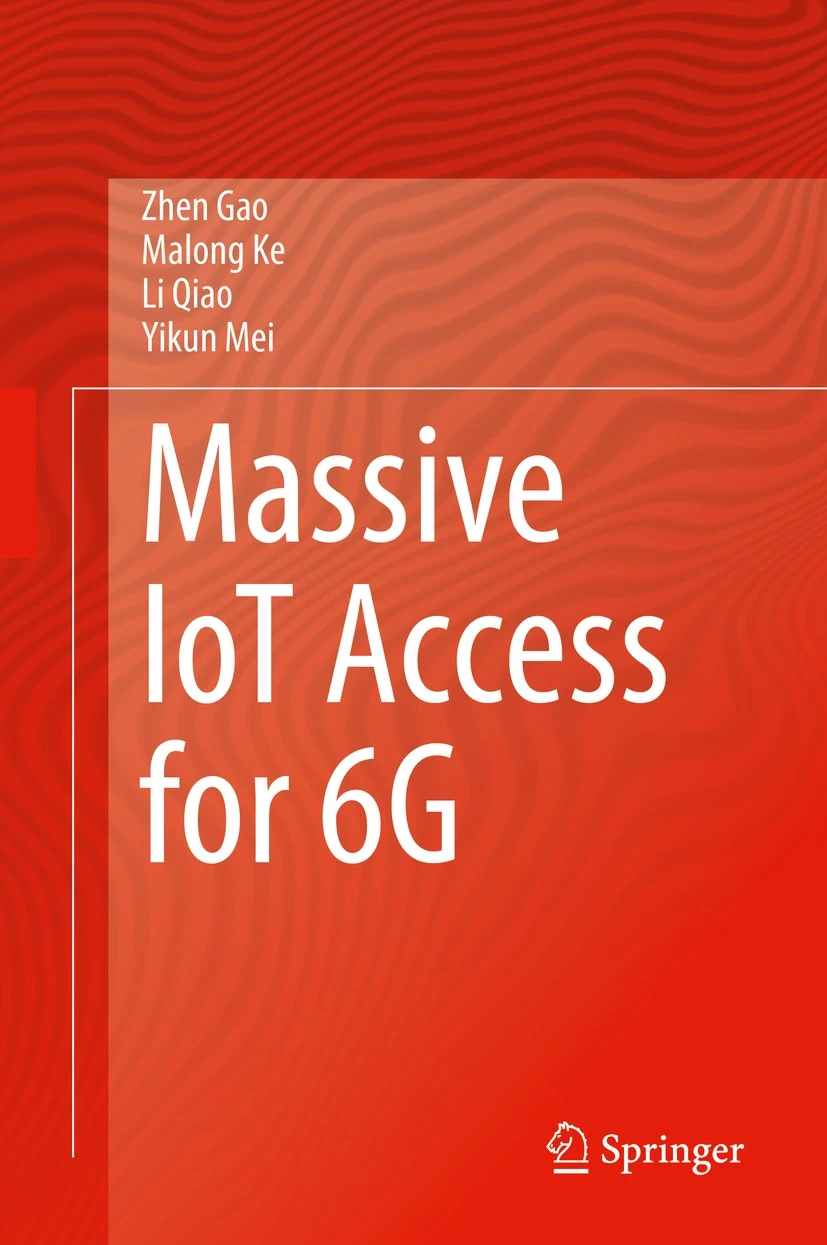 Zhen Gao
Malong Ke
Li Qiao
Yikun Mei
Massive
IoT Access
for 6G
Springer